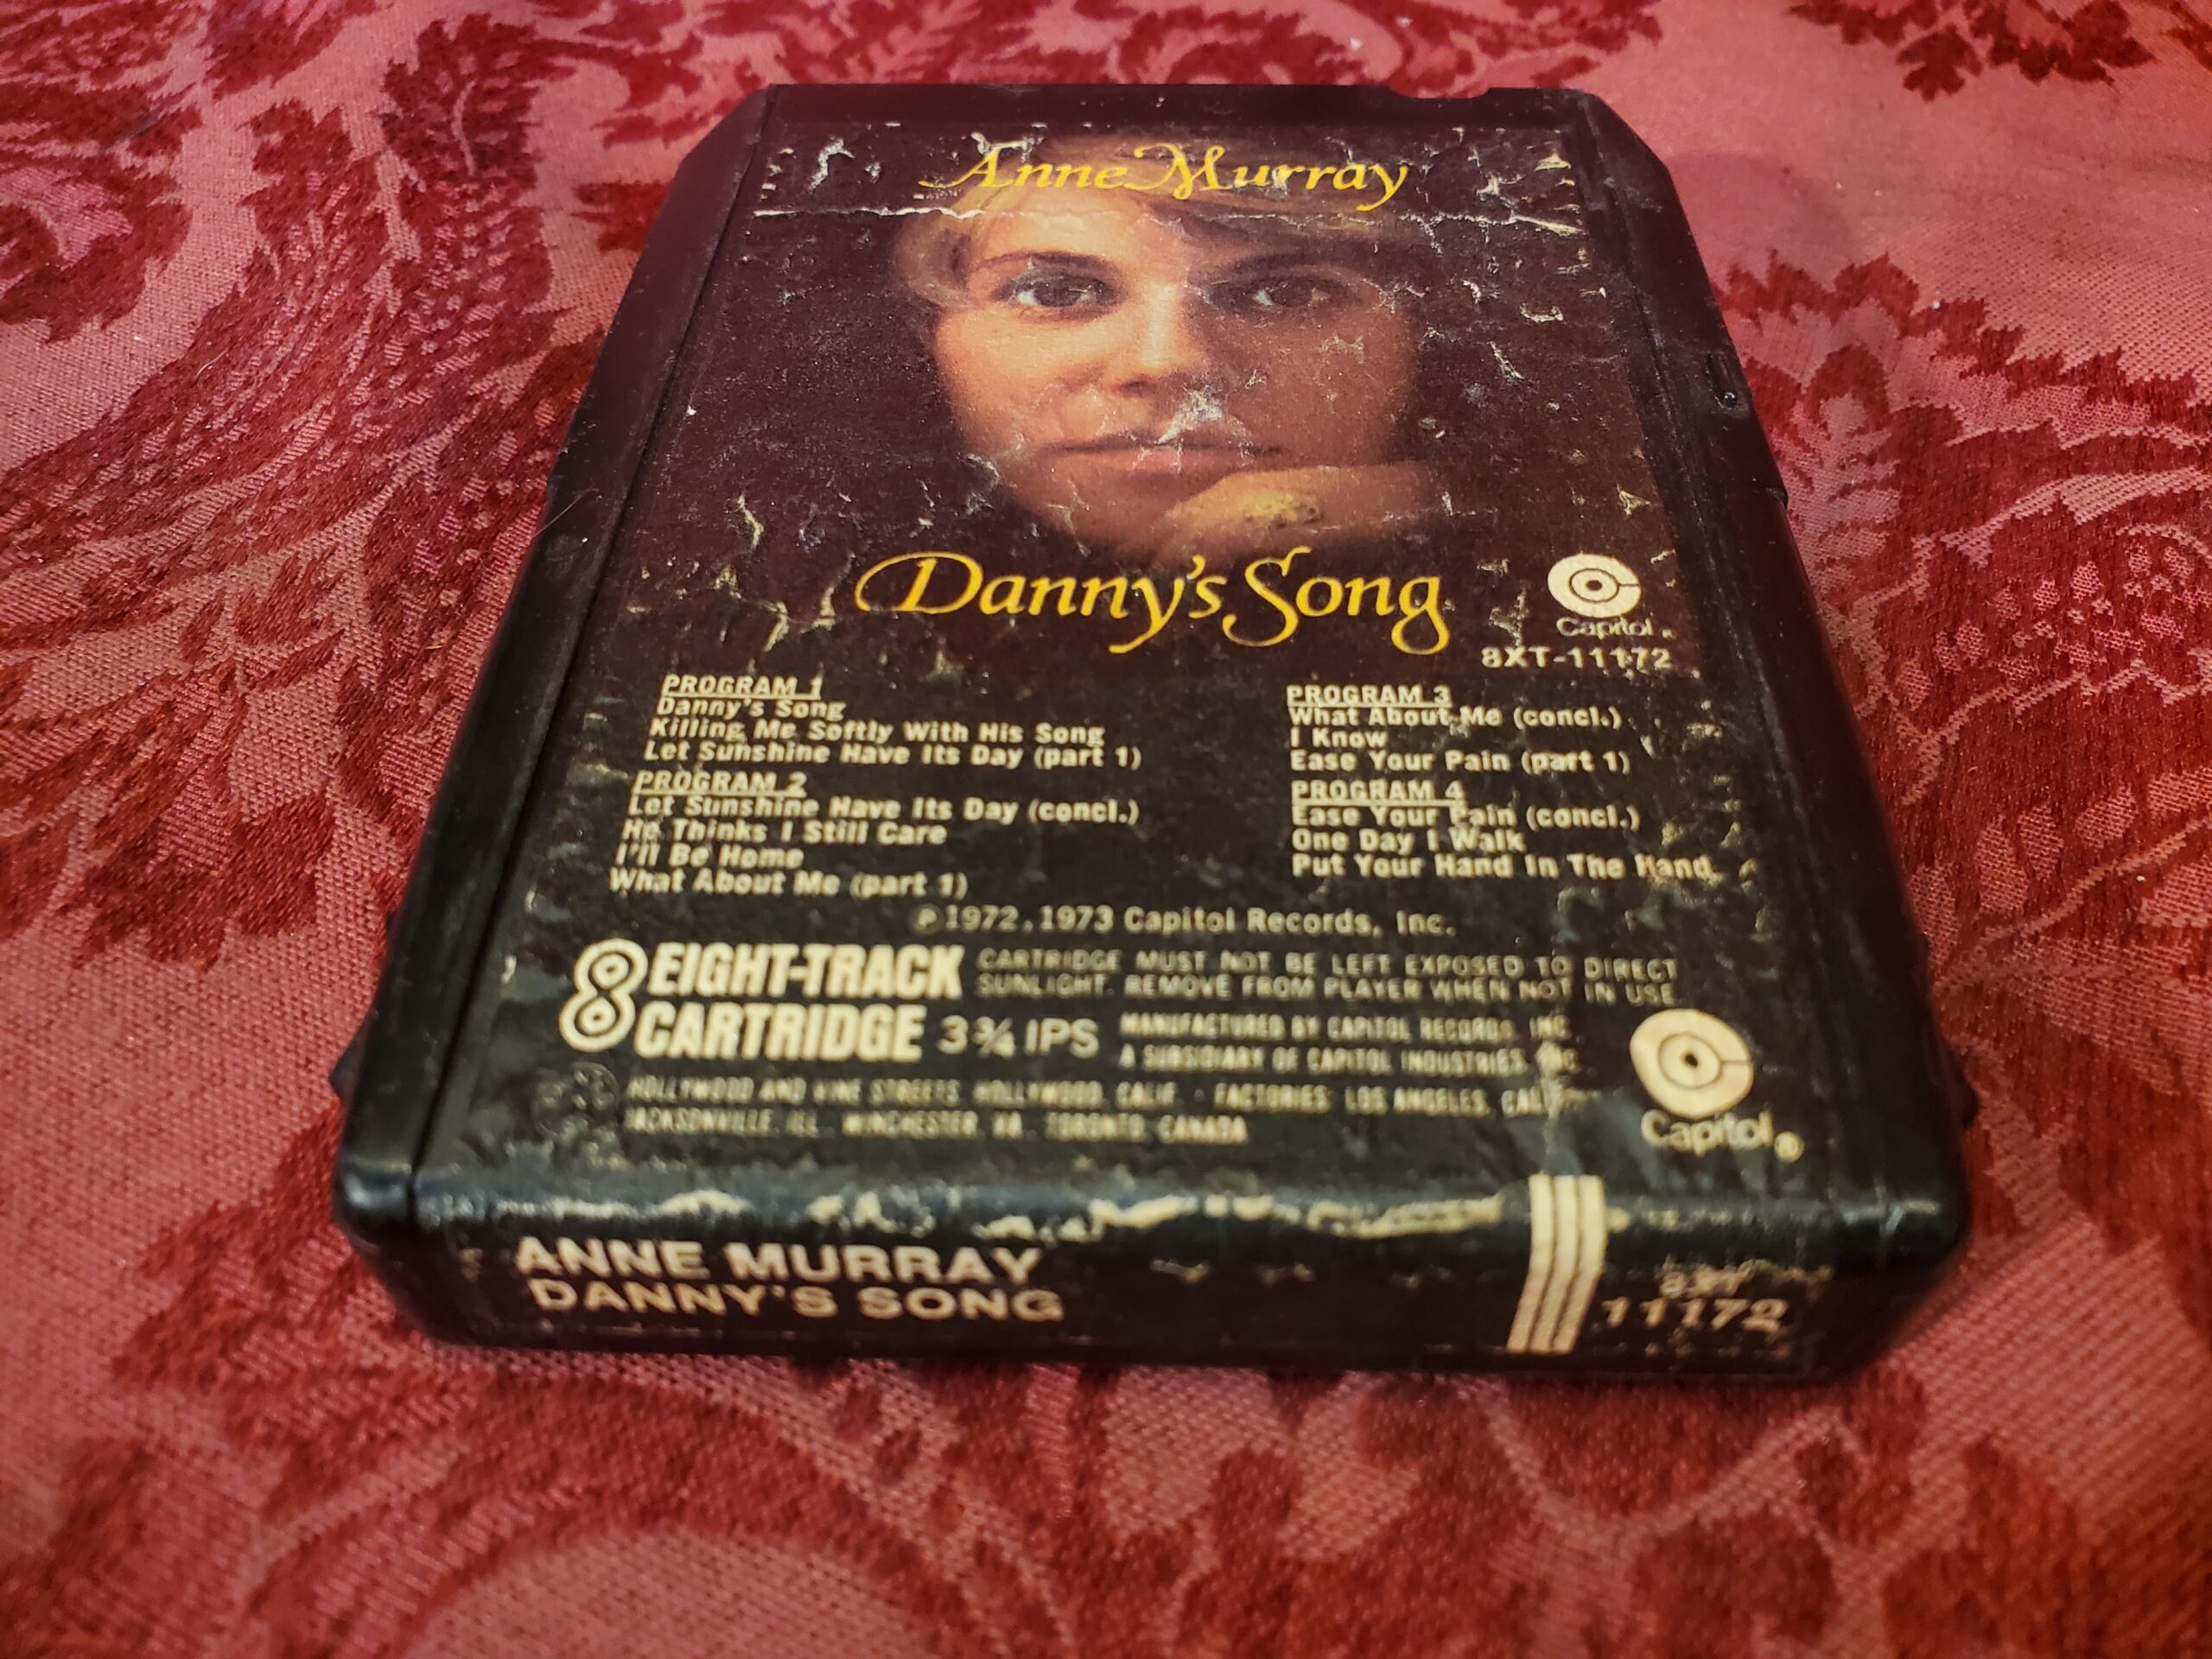 Anne Murray
Danny's Song
Capitol
8XT-11172
PROGRAM 1
Danny's Song
Killing Me Softly With His Song
Let Sunshine Have Its Day (part 1)
PROGRAM 2
Let Sunshine Have Its Day (concl.)
He Thinks I Still Care
I'll Be Home
What About Me (part 1)
PROGRAM 3
What About Me (concl.)
I Know
Ease Your Pain (part 1)
PROGRAM 4
Ease Your Pain (concl.)
One Day I Walk
Put Your Hand In The Hand
℗ 1972, 1973 Capitol Records, Inc.
8 EIGHT-TRACK
CARTRIDGE 3 ¾ IPS
CARTRIDGE MUST NOT BE LEFT EXPOSED TO DIRECT
SUNLIGHT. REMOVE FROM PLAYER WHEN NOT IN USE
MANUFACTURED BY CAPITOL RECORDS, INC.
A SUBSIDIARY OF CAPITOL INDUSTRIES, INC.
HOLLYWOOD AND VINE STREETS, HOLLYWOOD, CALIF. · FACTORIES: LOS ANGELES, CALIF.
JACKSONVILLE, ILL., WINCHESTER, VA., TORONTO, CANADA
Capitol®
ANNE MURRAY
DANNY'S SONG
8XT
11172